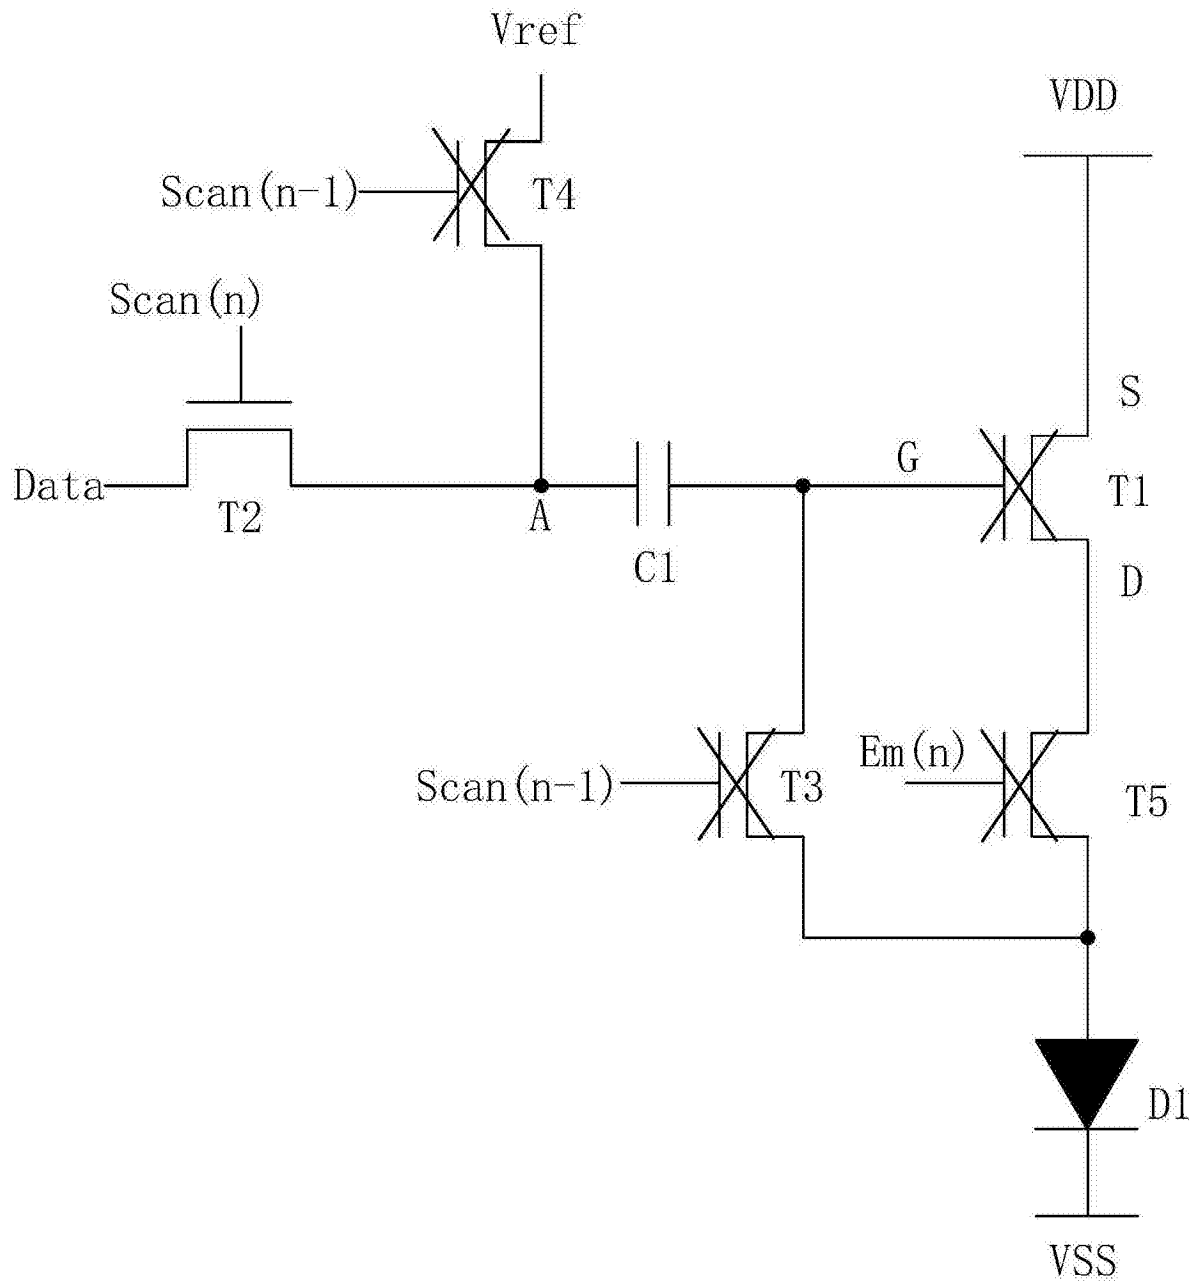 Vref
VDD
Scan(n-1)
T4
Scan(n)
S
G
Data
T2
A
T1
C1
D
Em(n)
Scan(n-1)
T3
T5
D1
VSS